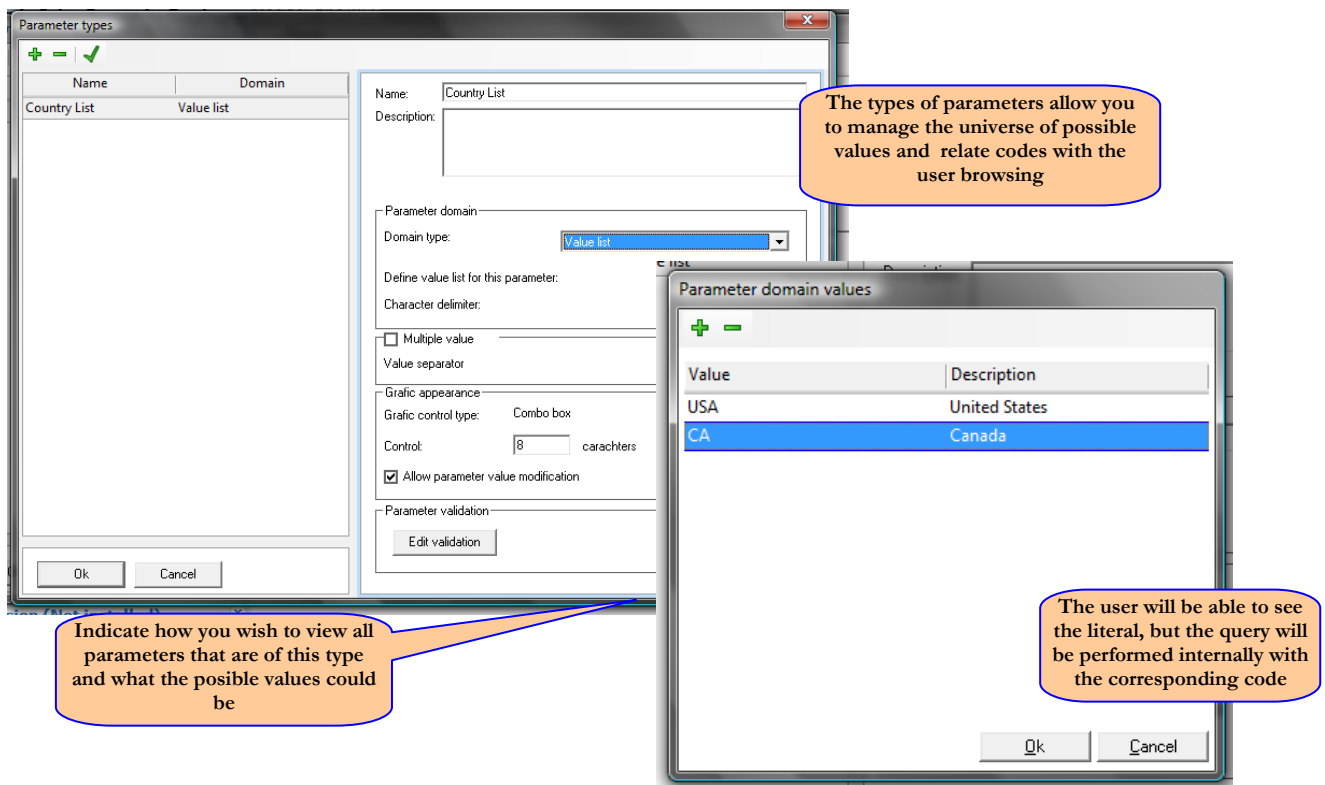 Parameter types
Name Domain
Country List Value list
Ok Cancel
Name: Country List
Description:
Parameter domain
Domain type: Value list
Define value list for this parameter:
Character delimiter:
Multiple value
Value separator
Grafic appearance
Grafic control type: Combo box
Control: 8 carachters
Allow parameter value modification
Parameter validation
Edit validation
The types of parameters allow you
to manage the universe of possible
values and relate codes with the
user browsing
e list
Parameter domain values
Value Description
USA United States
CA Canada
Ok Cancel
The user will be able to see
the literal, but the query will
be performed internally with
the corresponding code
Indicate how you wish to view all
parameters that are of this type
and what the posible values could
be